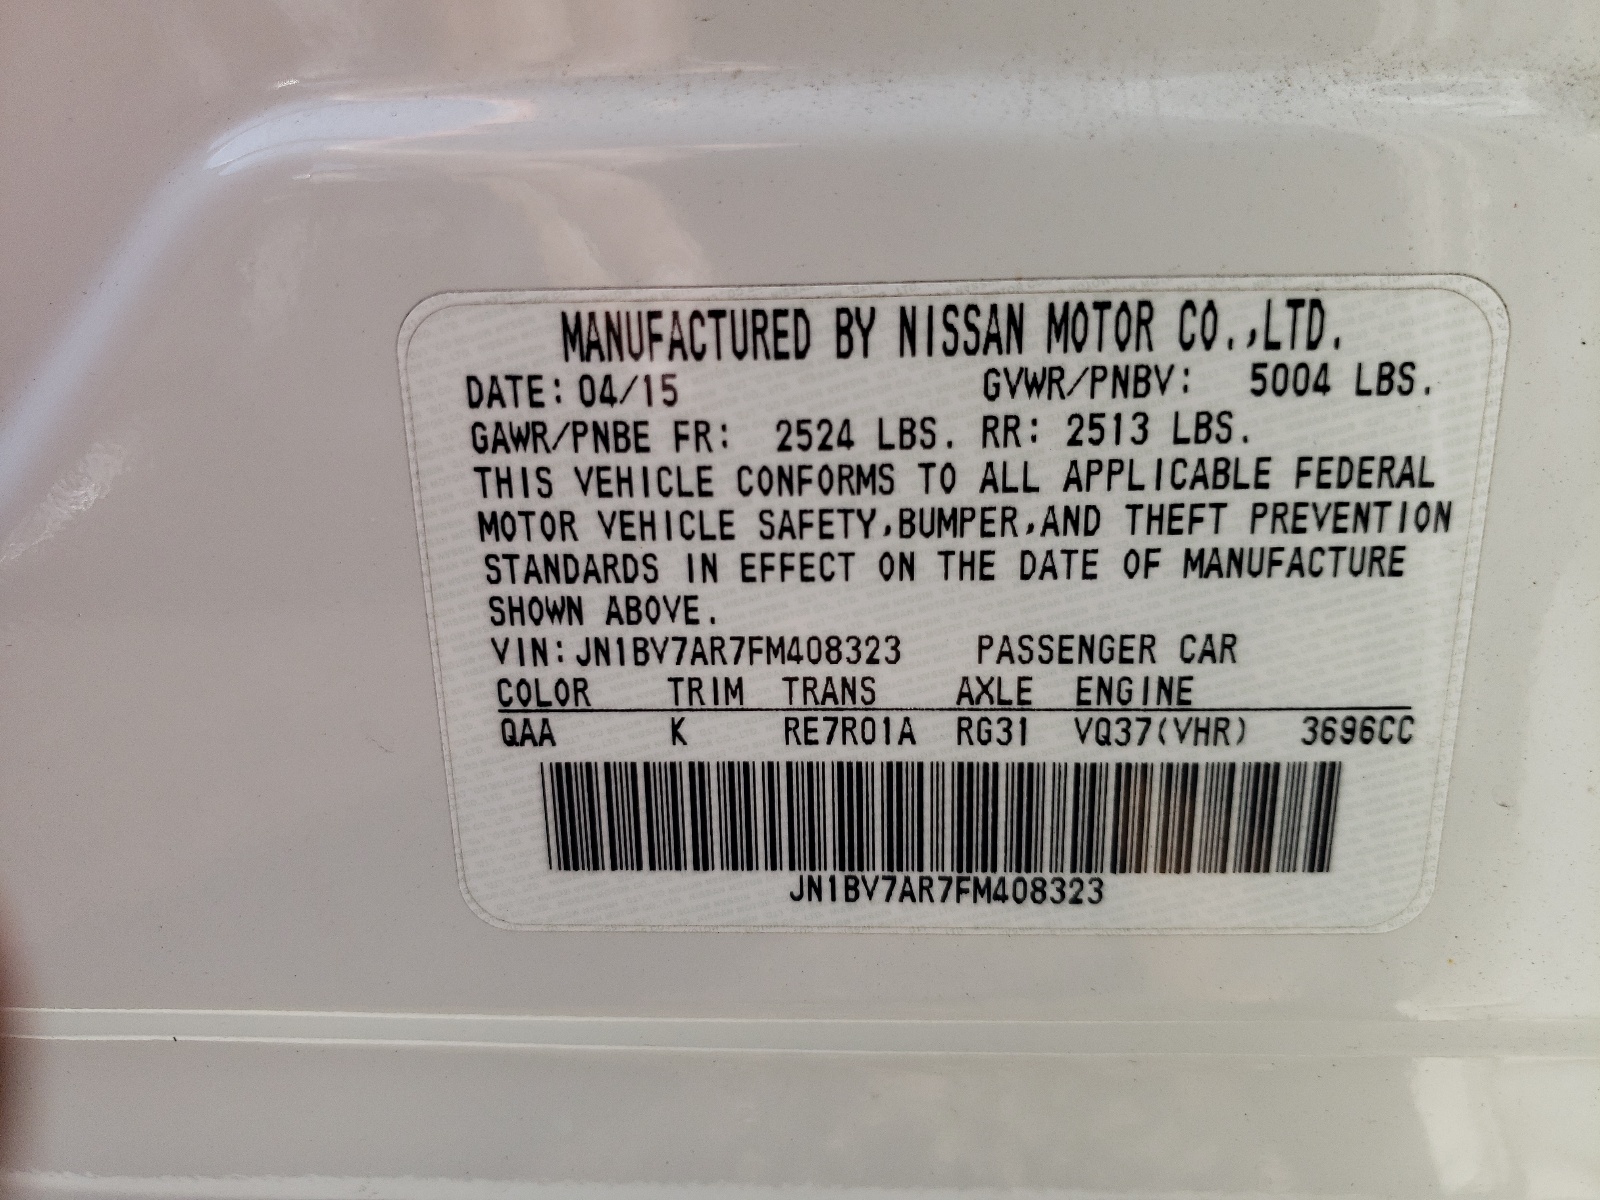 MANUFACTURED BY NISSAN MOTOR CO.,LTD.
DATE: 04/15 GVWR/PNBV: 5004 LBS.
GAWR/PNBE FR: 2524 LBS. RR: 2513 LBS.
THIS VEHICLE CONFORMS TO ALL APPLICABLE FEDERAL
MOTOR VEHICLE SAFETY,BUMPER,AND THEFT PREVENTION
STANDARDS IN EFFECT ON THE DATE OF MANUFACTURE
SHOWN ABOVE.
VIN:JN1BV7AR7FM408323 PASSENGER CAR
COLOR TRIM TRANS AXLE ENGINE
QAA K RE7R01A RG31 VQ37(VHR) 3696CC
JN1BV7AR7FM408323